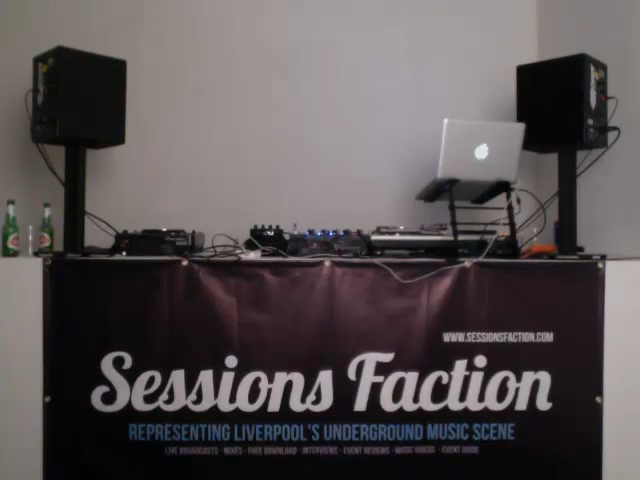 WWW.SESSIONSFACTION.COM
Sessions Faction
REPRESENTING LIVERPOOL'S UNDERGROUND MUSIC SCENE
LIVE BROADCASTS - MIXES - FREE DOWNLOAD - INTERVIEWS - EVENT REVIEWS - MUSIC VIDEOS - EVENT GUIDE